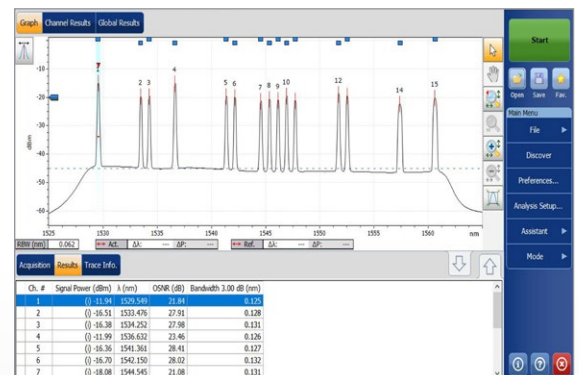 Graph Channel Results Global Results
Start
-10
-20
-30
-40
-50
-60
dBm
2 3 4 5 6 7 8 9 10 12 14 15
1525 1530 1535 1540 1545 1550 1555 1560 nm
Open Save Fav.
Main Menu
File
Discover
Preferences...
Analysis Setup...
Assistant
Mode
RBW (nm) 0.062 Act. Δλ: --- ΔP: --- Ref. Δλ: --- ΔP: ---
Acquisition Results Trace Info.
Ch. # Signal Power (dBm) λ (nm) OSNR (dB) Bandwidth 3.00 dB (nm)
1 (i) -11.94 1529.549 21.84 0.125
2 (i) -16.51 1533.476 27.91 0.128
3 (i) -16.38 1534.252 27.98 0.131
4 (i) -11.99 1536.632 23.46 0.126
5 (i) -16.36 1541.361 28.41 0.127
6 (i) -16.70 1542.150 28.02 0.132
7 (i) -18.08 1544.545 21.08 0.131